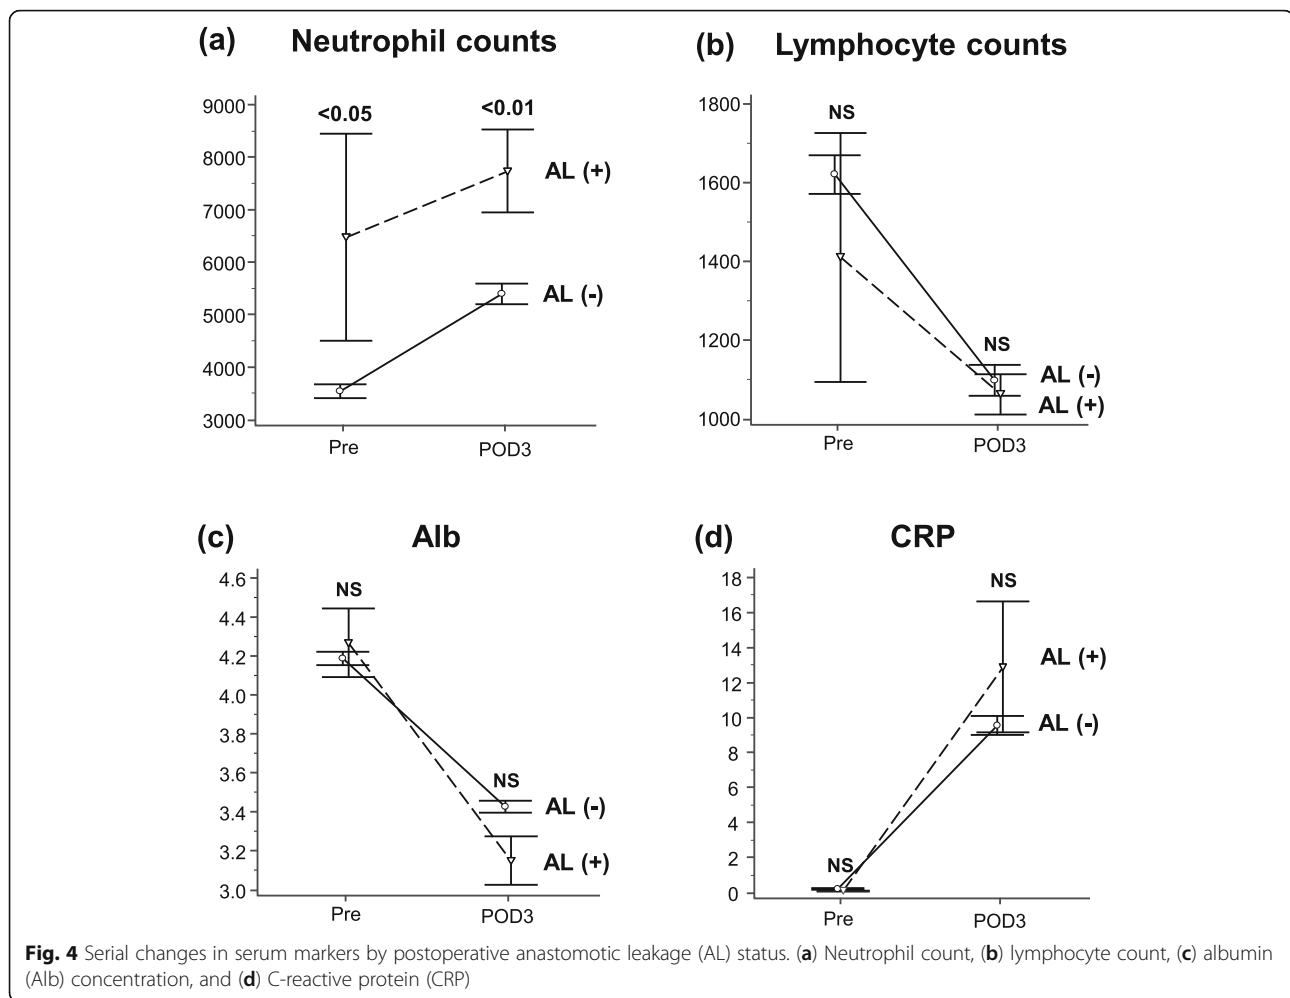 (a) Neutrophil counts
9000
8000
7000
6000
5000
4000
3000
<0.05
<0.01
AL (+)
AL (-)
Pre
POD3
(b) Lymphocyte counts
1800
1600
1400
1200
1000
NS
NS
AL (-)
AL (+)
Pre
POD3
(c) Alb
4.6
4.4
4.2
4.0
3.8
3.6
3.4
3.2
3.0
NS
NS
AL (-)
AL (+)
Pre
POD3
(d) CRP
18
16
14
12
10
8
6
4
2
0
NS
NS
AL (+)
AL (-)
Pre
POD3
Fig. 4 Serial changes in serum markers by postoperative anastomotic leakage (AL) status. (a) Neutrophil count, (b) lymphocyte count, (c) albumin
(Alb) concentration, and (d) C-reactive protein (CRP)